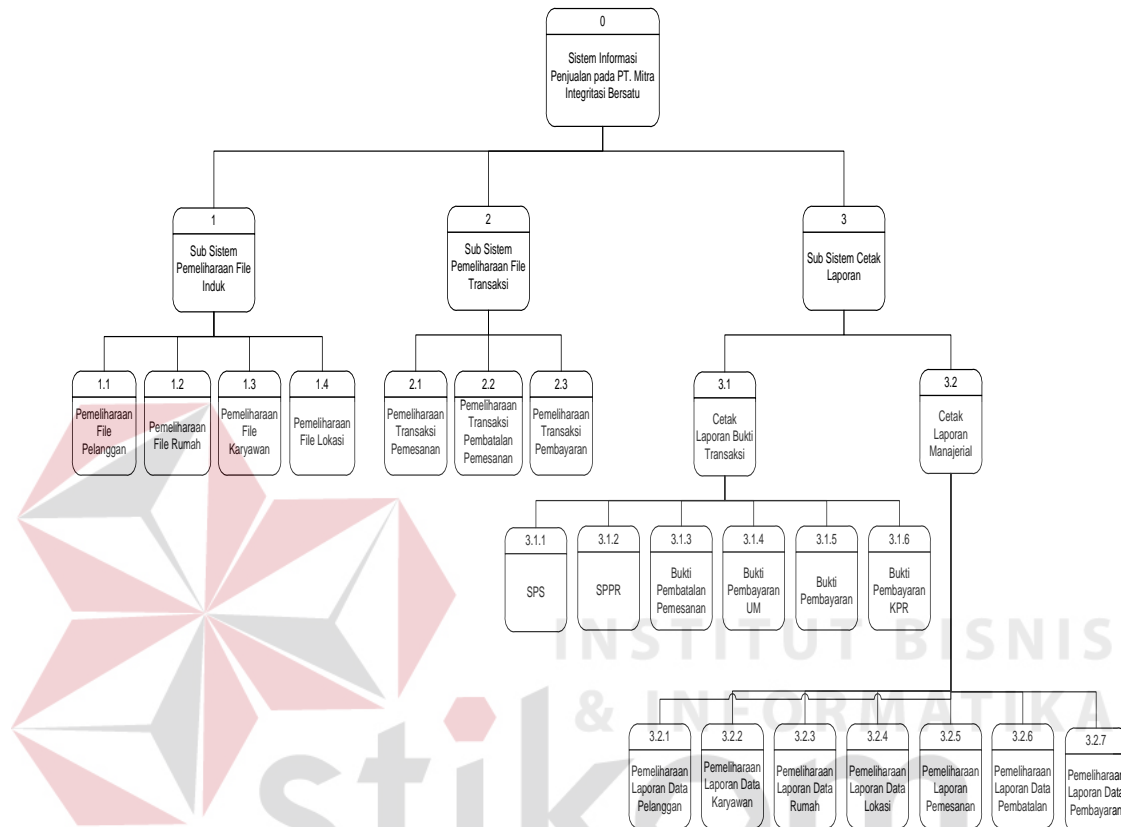 0
Sistem Informasi
Penjualan pada PT. Mitra
Integritasi Bersatu
1
Sub Sistem
Pemeliharaan File
Induk
2
Sub Sistem
Pemeliharaan File
Transaksi
3
Sub Sistem Cetak
Laporan
1.1
Pemeliharaan
File
Pelanggan
1.2
Pemeliharaan
File Rumah
1.3
Pemeliharaan
File
Karyawan
1.4
Pemeliharaan
File Lokasi
2.1
Pemeliharaan
Transaksi
Pemesanan
2.2
Pemeliharaan
Transaksi
Pembatalan
Pemesanan
2.3
Pemeliharaan
Transaksi
Pembayaran
3.1
Cetak
Laporan Bukti
Transaksi
3.2
Cetak
Laporan
Manajerial
3.1.1
SPS
3.1.2
SPPR
3.1.3
Bukti
Pembatalan
Pemesanan
3.1.4
Bukti
Pembayaran
UM
3.1.5
Bukti
Pembayaran
3.1.6
Bukti
Pembayaran
KPR
INSTITUT BISNIS
& INFORMATIKA
stikom
3.2.1
Pemeliharaan
Laporan Data
Pelanggan
3.2.2
Pemeliharaan
Laporan Data
Karyawan
3.2.3
Pemeliharaan
Laporan Data
Rumah
3.2.4
Pemeliharaan
Laporan Data
Lokasi
3.2.5
Pemeliharaan
Laporan
Pemesanan
3.2.6
Pemeliharaan
Laporan Data
Pembatalan
3.2.7
Pemeliharaan
Laporan Data
Pembayaran